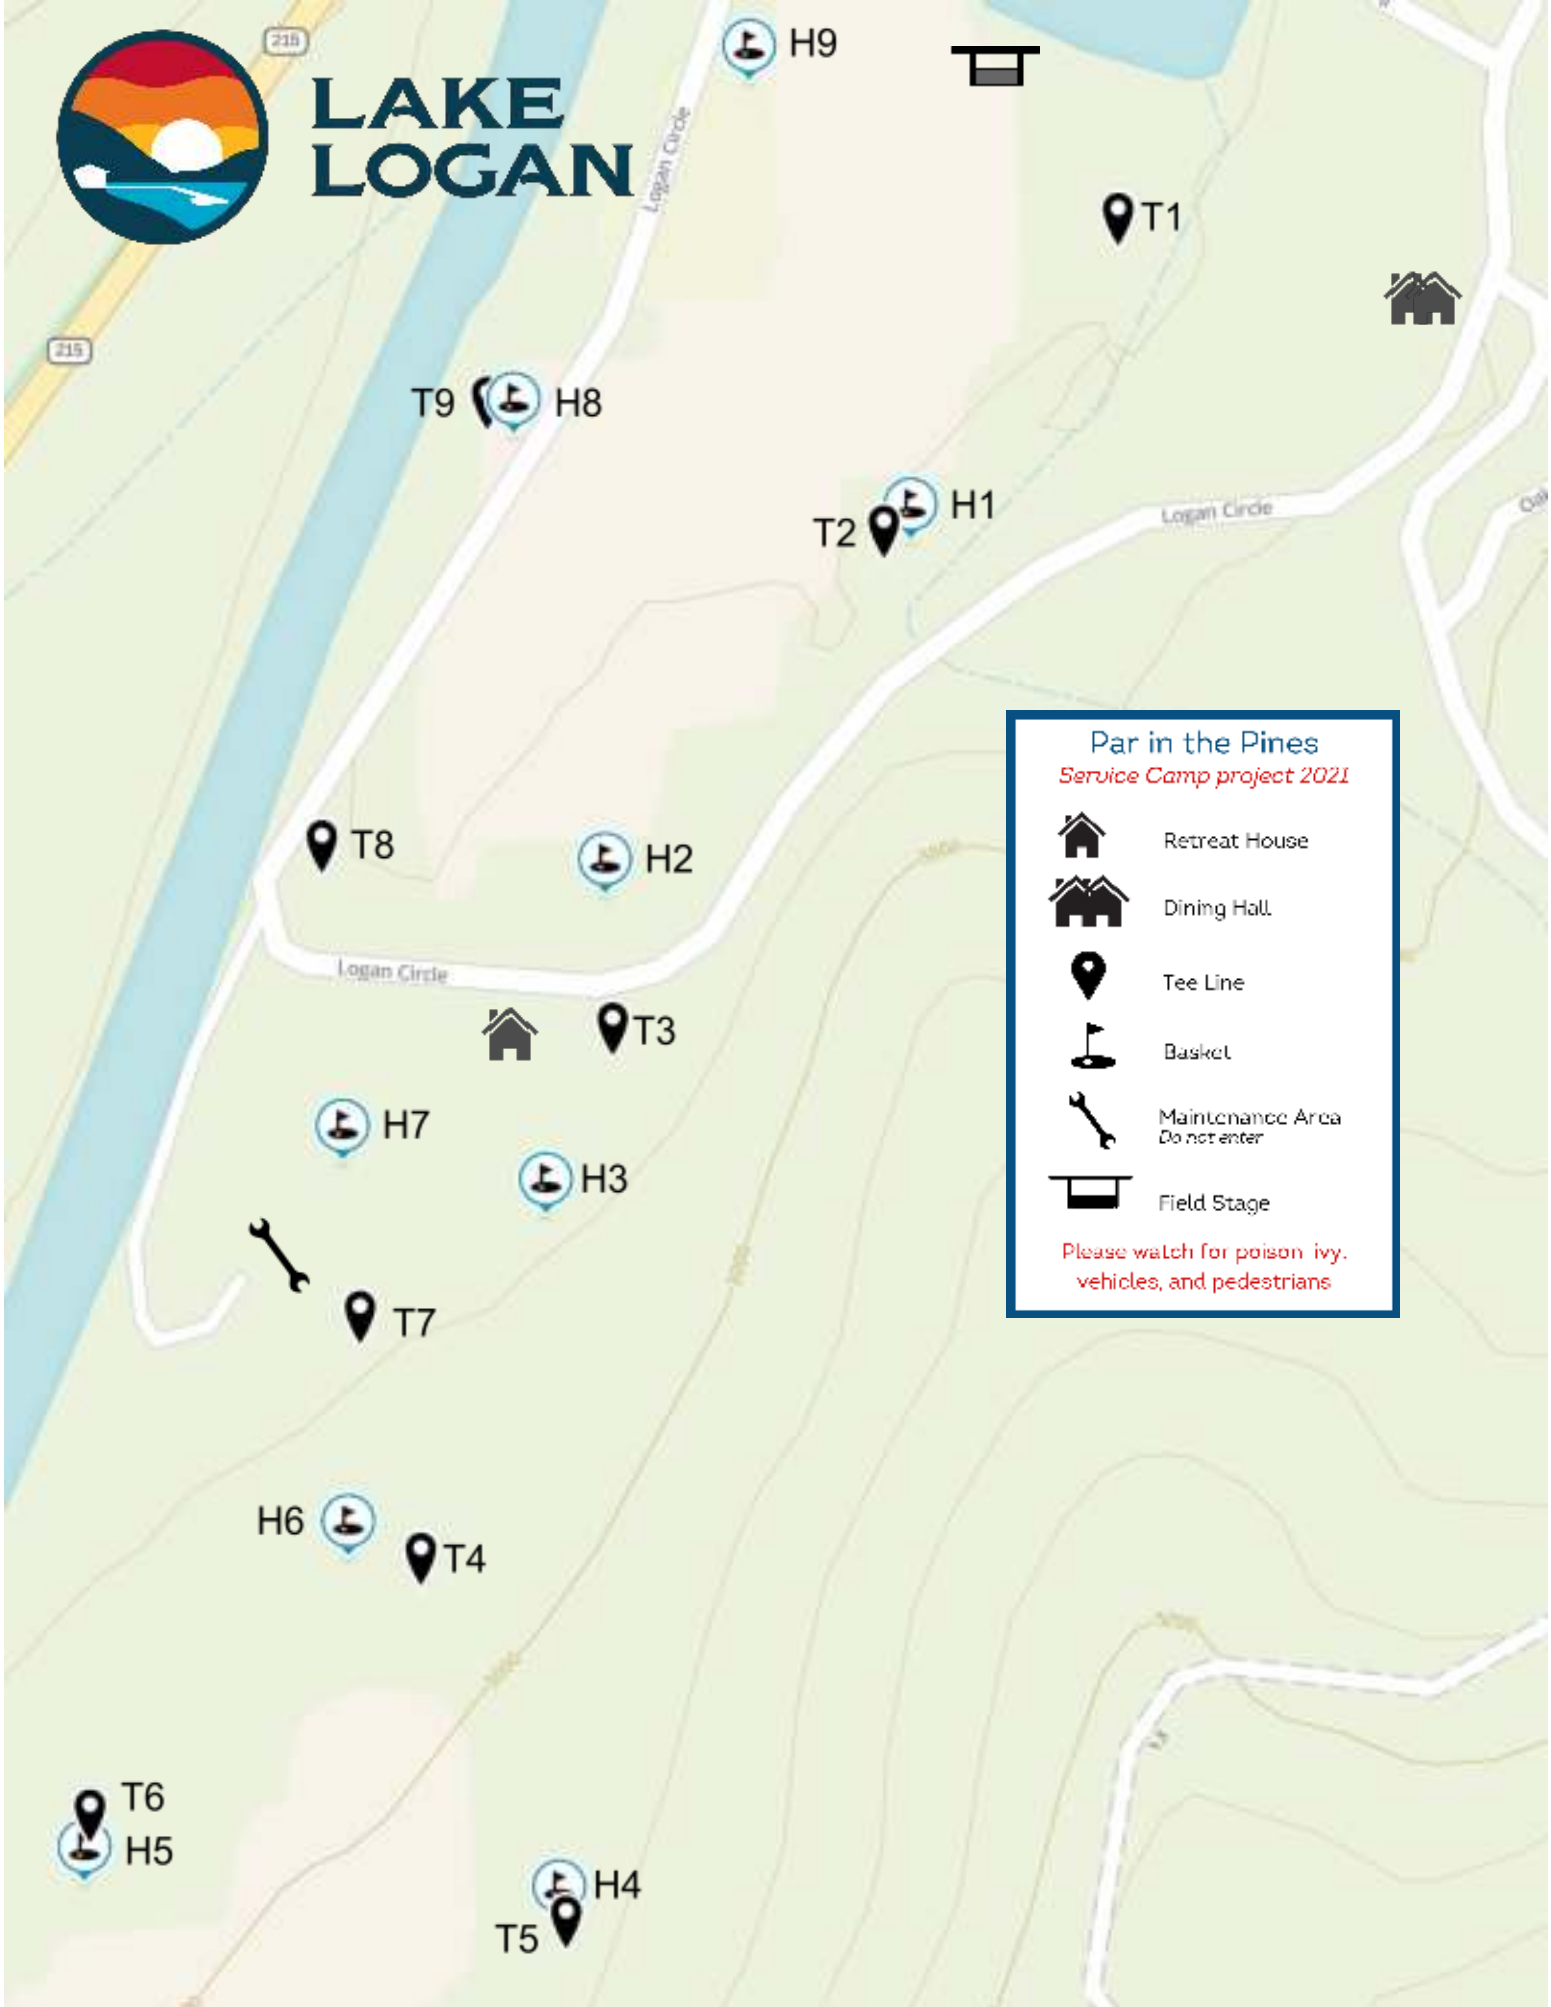 215
H9
LAKE
LOGAN
Logan Circle
T1
215
T9
H8
H1
T2
Logan Circle
Par in the Pines
Service Camp project 2021
Retreat House
Dining Hall
Tee Line
Basket
Maintenance Area
Do not enter
Field Stage
Please watch for poison ivy,
vehicles, and pedestrians
T8
H2
Logan Circle
T3
H7
H3
T7
H6
T4
T6
H5
H4
T5